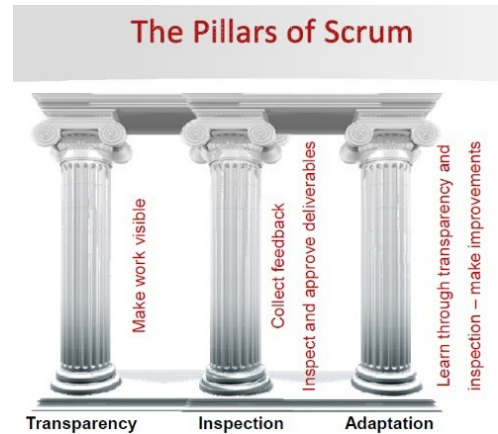 The Pillars of Scrum
Make work visible
Collect feedback
Inspect and approve deliverables
Learn through transparency and
inspection – make improvements
Transparency
Inspection
Adaptation